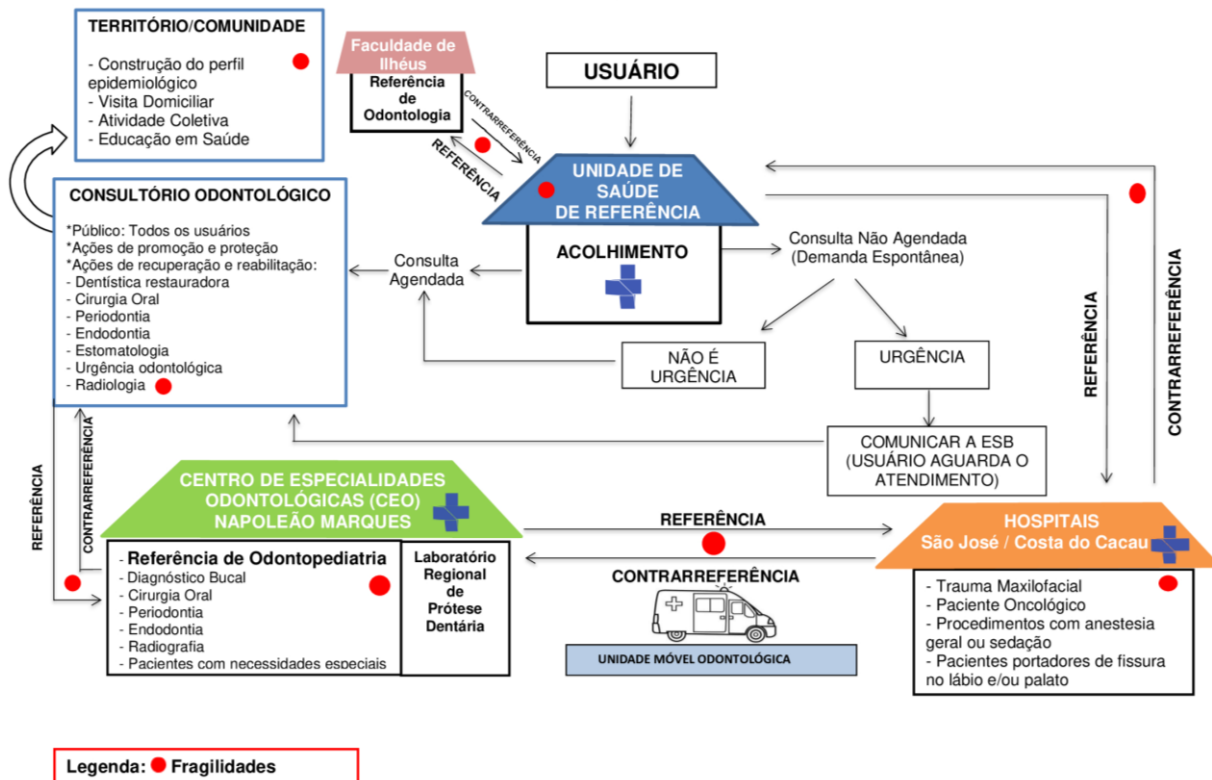 TERRITÓRIO/COMUNIDADE
- Construção do perfil
epidemiológico
- Visita Domiciliar
- Atividade Coletiva
- Educação em Saúde
Faculdade de
Ilhéus
Referência
de
Odontologia
CONTRARREFERÊNCIA
REFERÊNCIA
USUÁRIO
UNIDADE DE
SAÚDE
DE REFERÊNCIA
ACOLHIMENTO
Consulta
Agendada
Consulta Não Agendada
(Demanda Espontânea)
NÃO É
URGÊNCIA
URGÊNCIA
COMUNICAR A ESB
(USUÁRIO AGUARDA O
ATENDIMENTO)
REFERÊNCIA
CONTRARREFERÊNCIA
CONSULTÓRIO ODONTOLÓGICO
*Público: Todos os usuários
*Ações de promoção e proteção
*Ações de recuperação e reabilitação:
- Dentística restauradora
- Cirurgia Oral
- Periodontia
- Endodontia
- Estomatologia
- Urgência odontológica
- Radiologia
REFERÊNCIA
CONTRARREFERÊNCIA
CENTRO DE ESPECIALIDADES
ODONTOLÓGICAS (CEO)
NAPOLEÃO MARQUES
- Referência de Odontopediatria
- Diagnóstico Bucal
- Cirurgia Oral
- Periodontia
- Endodontia
- Radiografia
- Pacientes com necessidades especiais
Laboratório
Regional
de
Prótese
Dentária
REFERÊNCIA
CONTRARREFERÊNCIA
UNIDADE MÓVEL ODONTOLÓGICA
HOSPITAIS
São José / Costa do Cacau
- Trauma Maxilofacial
- Paciente Oncológico
- Procedimentos com anestesia
geral ou sedação
- Pacientes portadores de fissura
no lábio e/ou palato
Legenda: Fragilidades